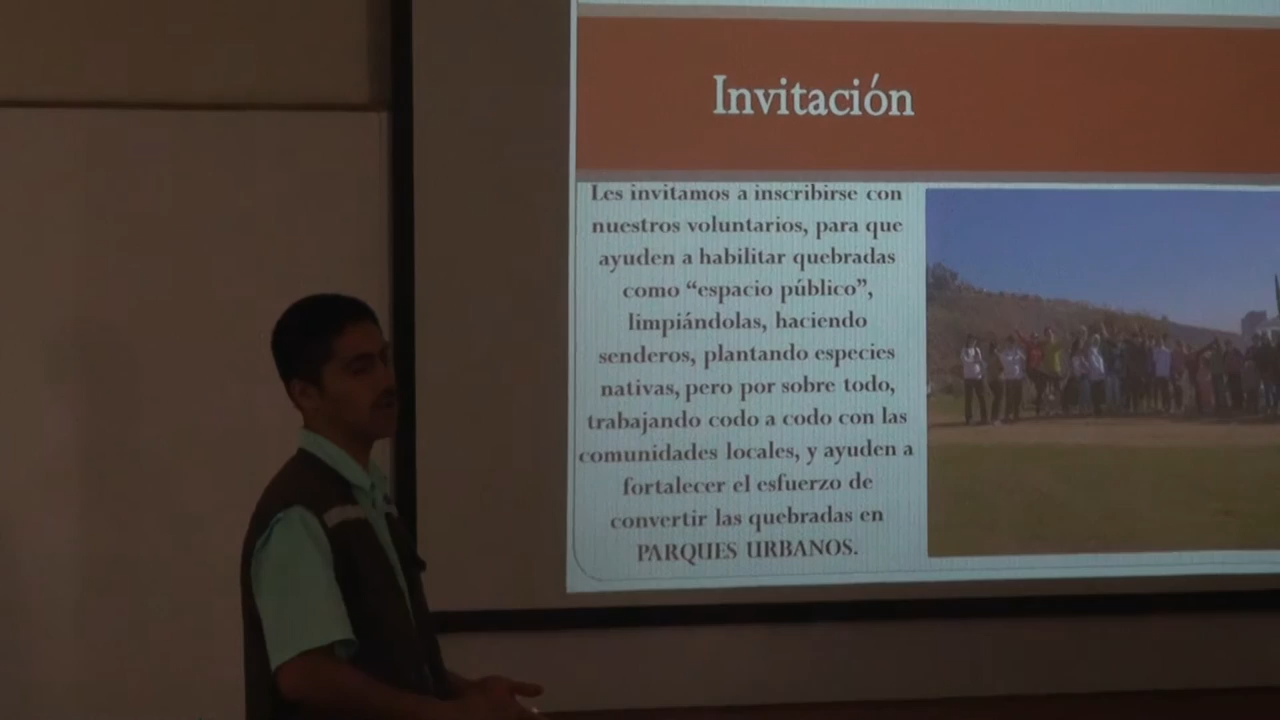 Invitación
Les invitamos a inscribirse con
nuestros voluntarios, para que
ayuden a habilitar quebradas
como “espacio público”,
limpiándolas, haciendo
senderos, plantando especies
nativas, pero por sobre todo,
trabajando codo a codo con las
comunidades locales, y ayuden a
fortalecer el esfuerzo de
convertir las quebradas en
PARQUES URBANOS.